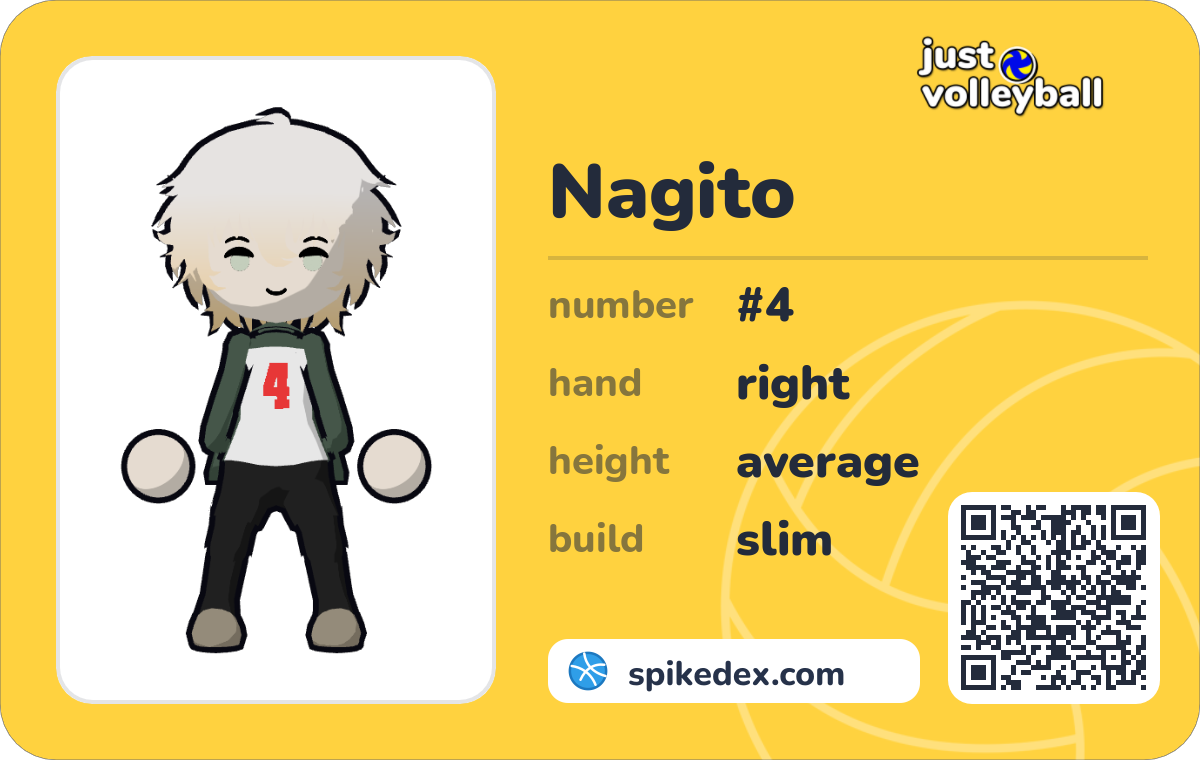 just
volleyball
Nagito
number #4
hand right
height average
build slim
4
spikedex.com